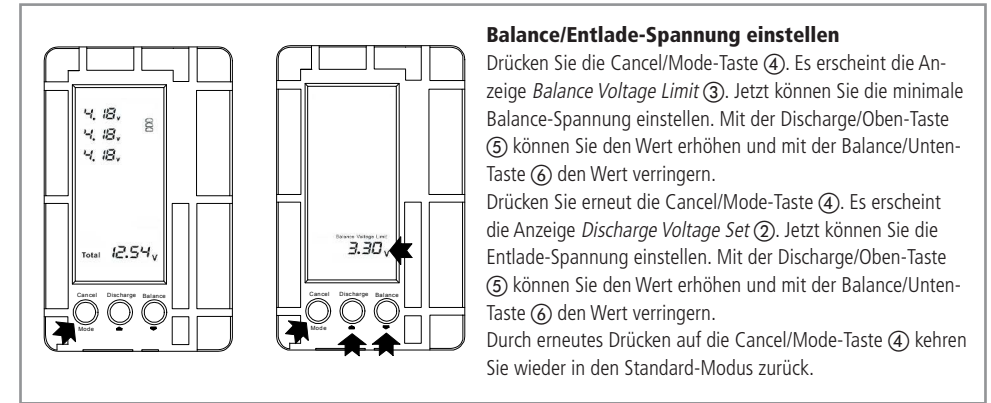 4.18v
4.18v
4.18v
Total 12.54v
Cancel Discharge Balance
Mode
Balance Voltage Limit
3.30v
Cancel Discharge Balance
Mode
Balance/Entlade-Spannung einstellen
Drücken Sie die Cancel/Mode-Taste ④. Es erscheint die An-
zeige Balance Voltage Limit ③. Jetzt können Sie die minimale
Balance-Spannung einstellen. Mit der Discharge/Oben-Taste
⑤ können Sie den Wert erhöhen und mit der Balance/Unten-
Taste ⑥ den Wert verringern.
Drücken Sie erneut die Cancel/Mode-Taste ④. Es erscheint
die Anzeige Discharge Voltage Set ②. Jetzt können Sie die
Entlade-Spannung einstellen. Mit der Discharge/Oben-Taste
⑤ können Sie den Wert erhöhen und mit der Balance/Unten-
Taste ⑥ den Wert verringern.
Durch erneutes Drücken auf die Cancel/Mode-Taste ④ kehren
Sie wieder in den Standard-Modus zurück.